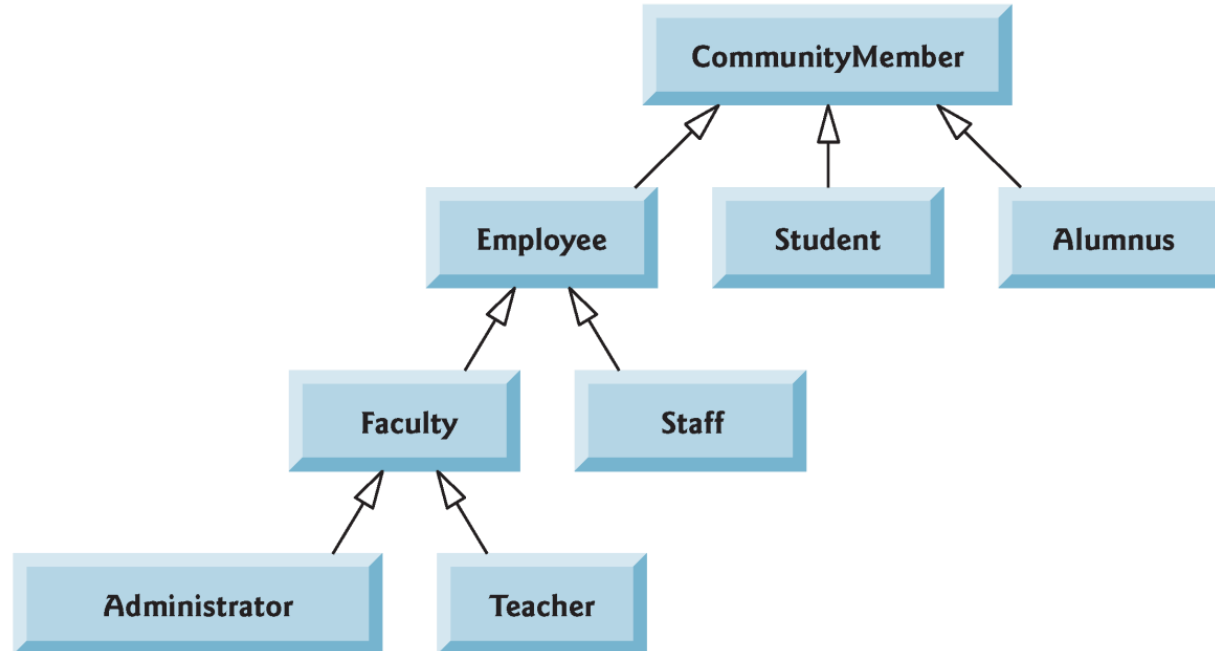 CommunityMember
Employee
Student
Alumnus
Faculty
Staff
Administrator
Teacher